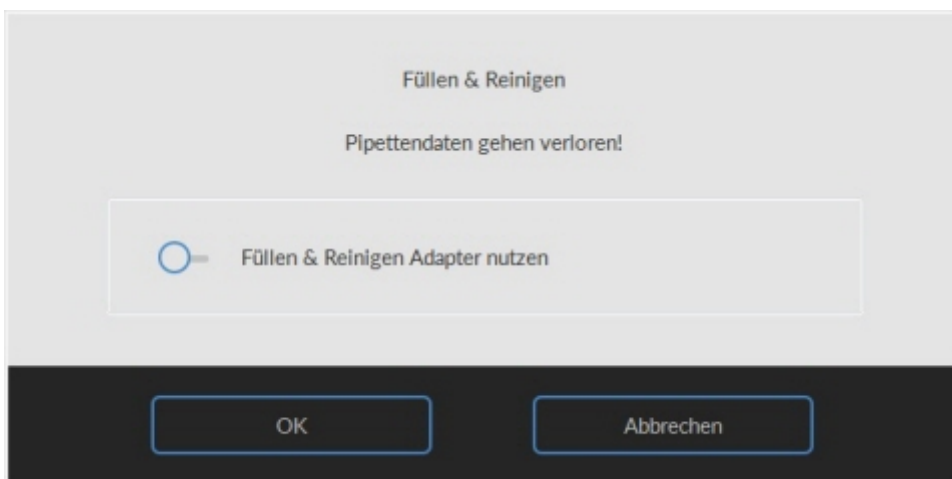 Füllen & Reinigen
Pipettendaten gehen verloren!
Füllen & Reinigen Adapter nutzen
OK
Abbrechen